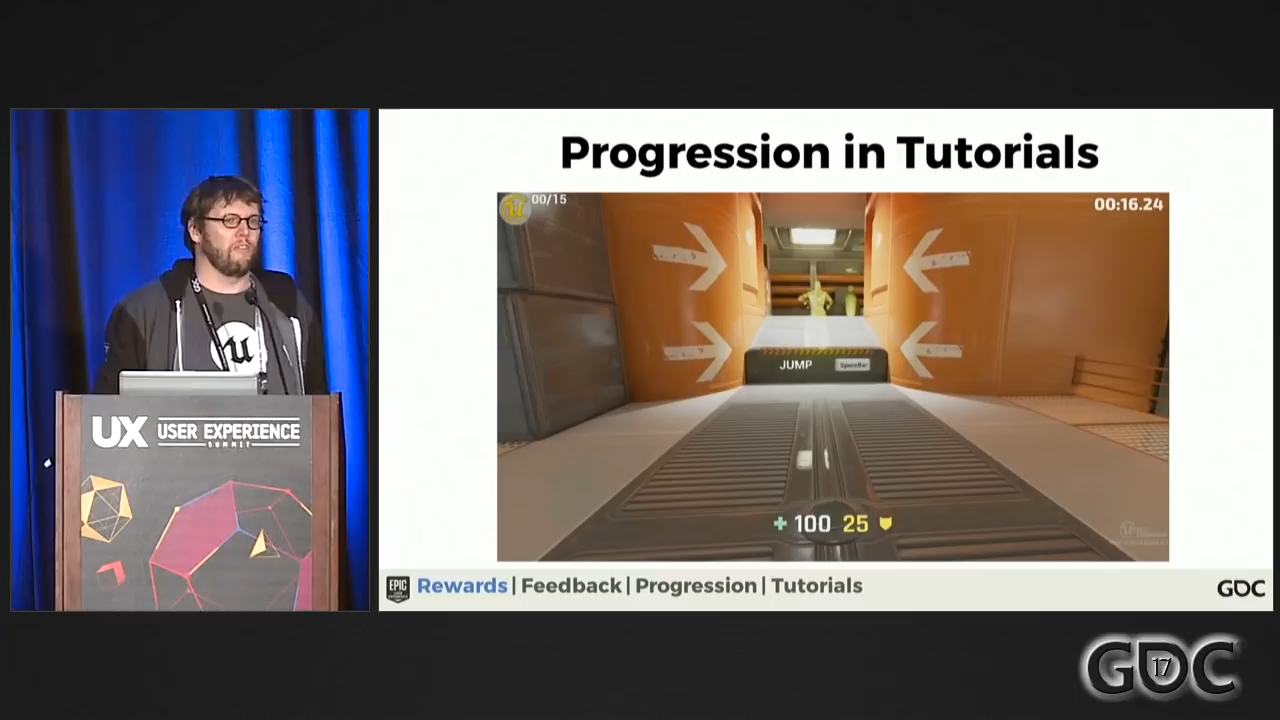 Progression in Tutorials
00/15
00:16.24
JUMP
SpaceBar
100 25
u
UX USER EXPERIENCE
SUMMIT
EPIC
Rewards | Feedback | Progression | Tutorials
GDC
GDC
17